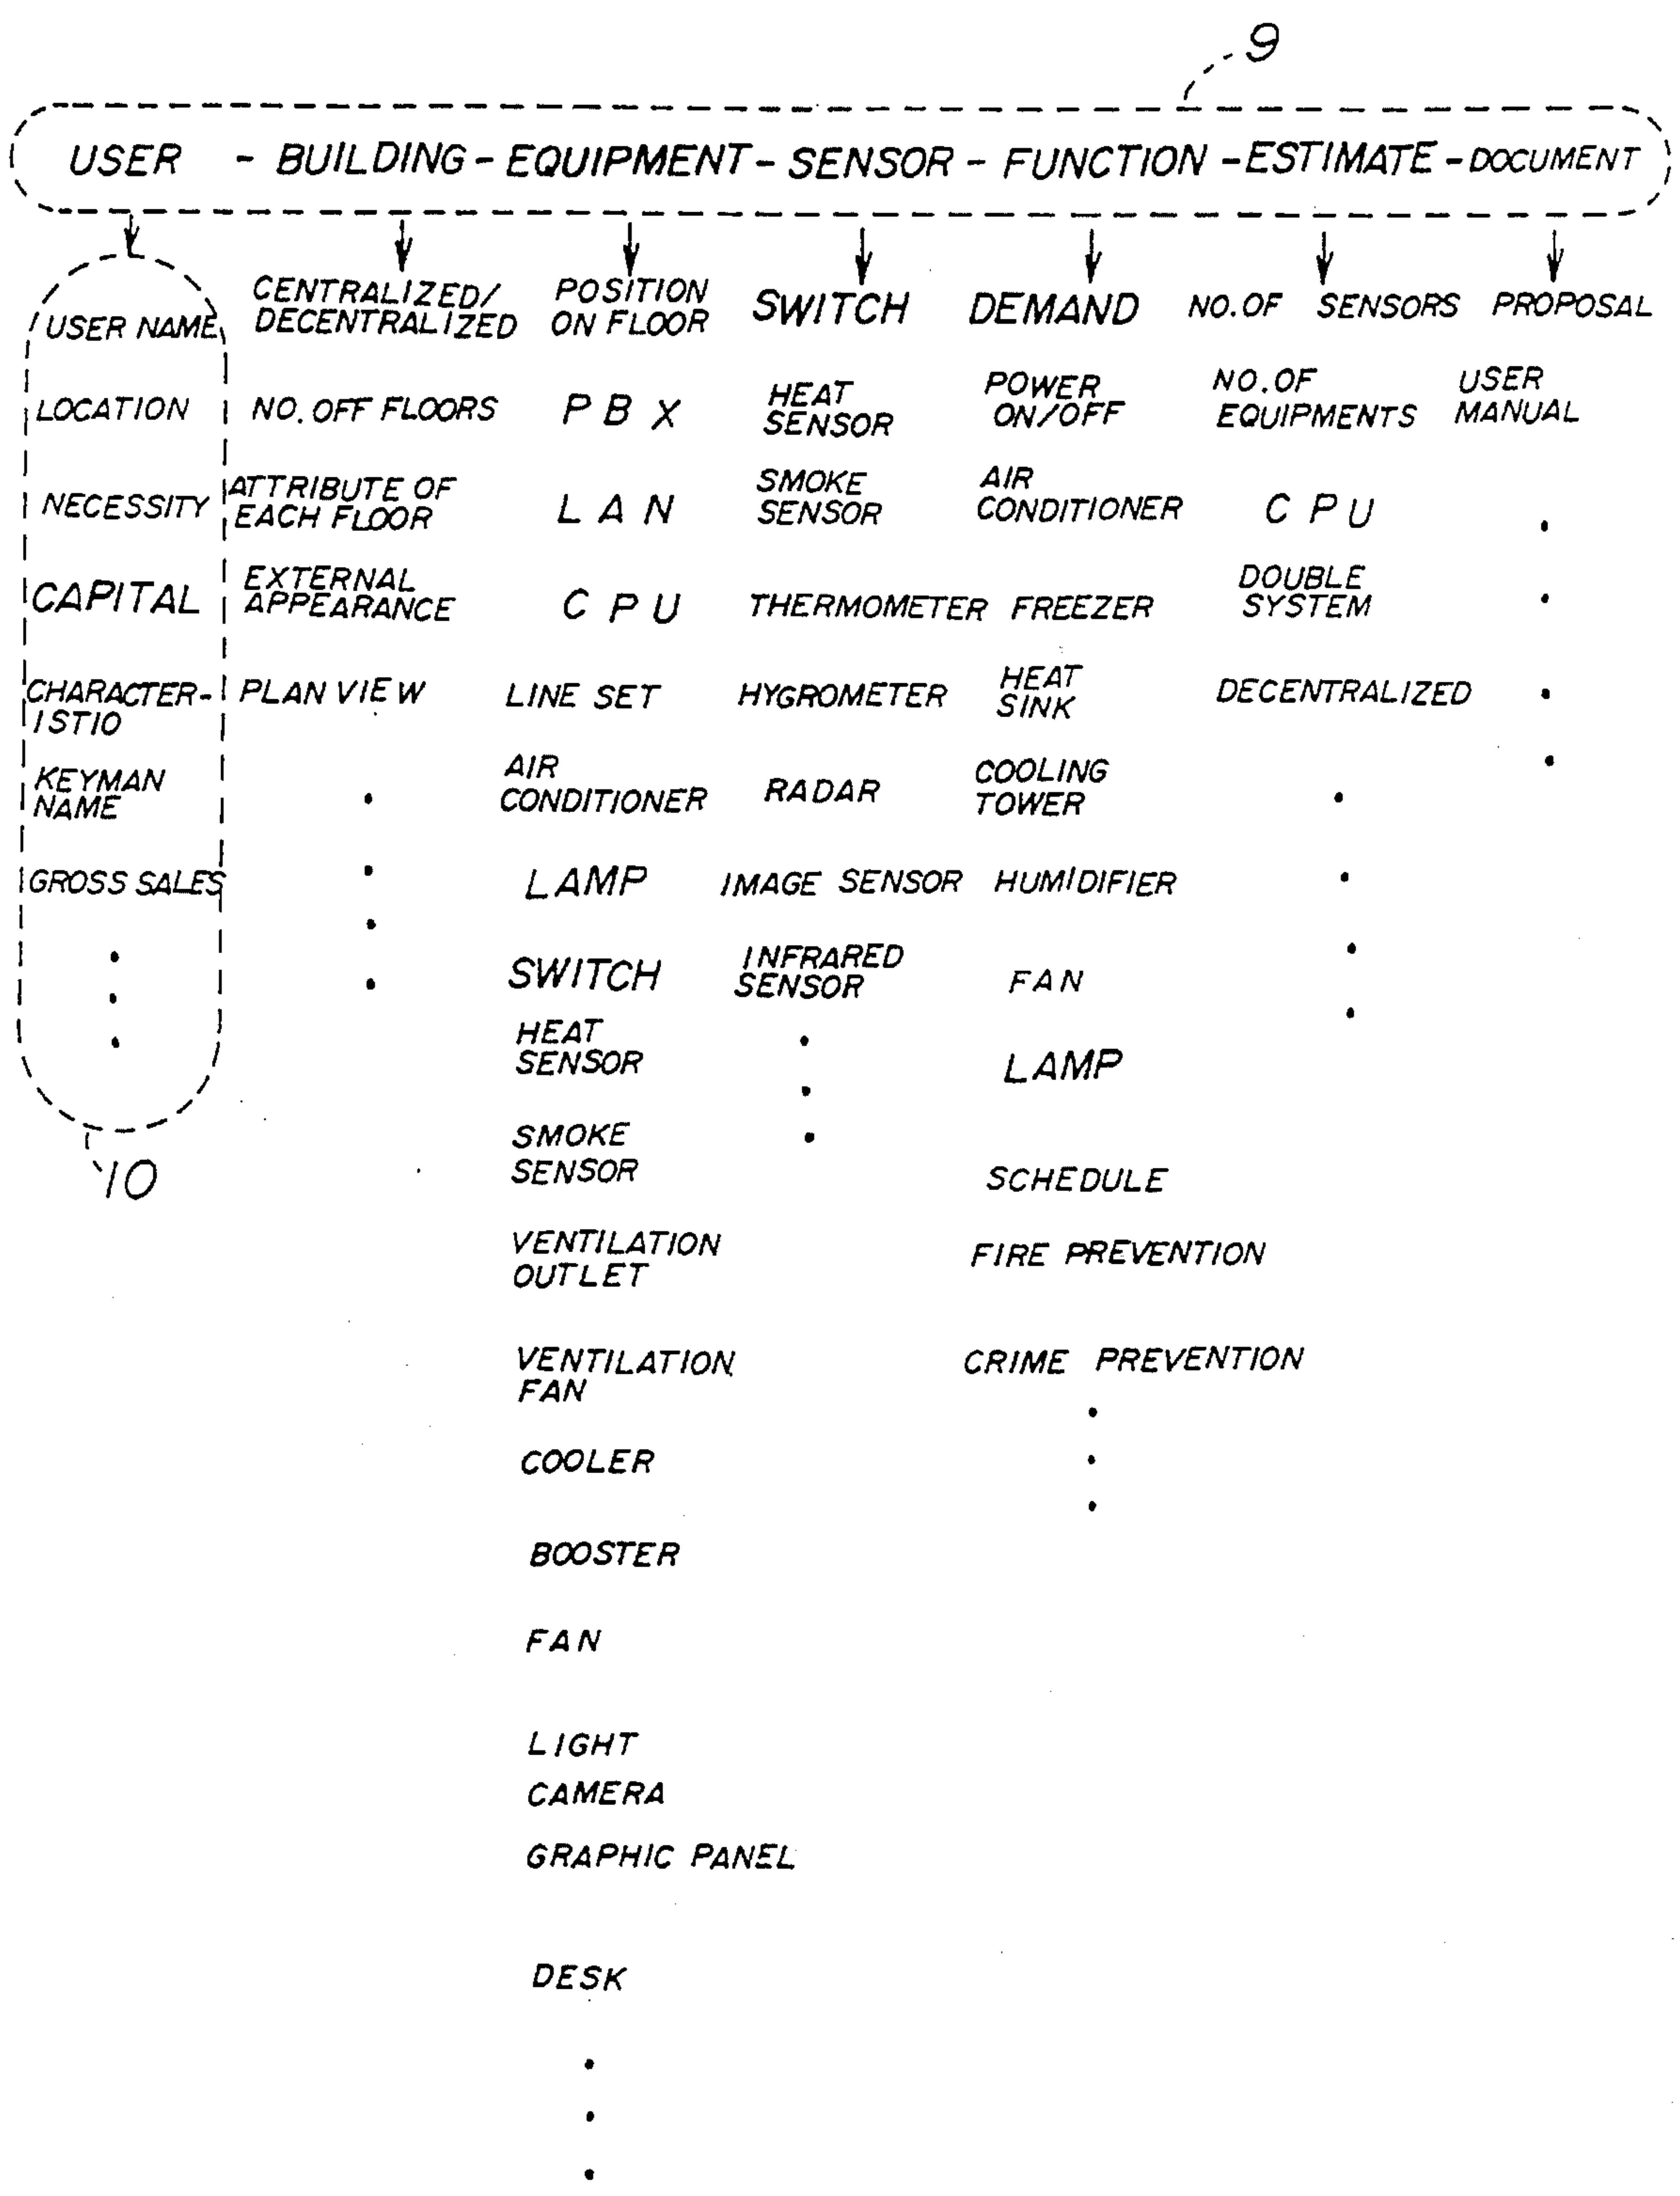 9
USER - BUILDING - EQUIPMENT - SENSOR - FUNCTION - ESTIMATE - DOCUMENT
USER NAME
LOCATION
NECESSITY
CAPITAL
CHARACTER-
ISTIO
KEYMAN
NAME
GROSS SALES
10
CENTRALIZED/
DECENTRALIZED
NO. OFF FLOORS
ATTRIBUTE OF
EACH FLOOR
EXTERNAL
APPEARANCE
PLAN VIEW
POSITION
ON FLOOR
PBX
LAN
CPU
LINE SET
AIR
CONDITIONER
LAMP
SWITCH
HEAT
SENSOR
SMOKE
SENSOR
VENTILATION
OUTLET
VENTILATION
FAN
COOLER
BOOSTER
FAN
LIGHT
CAMERA
GRAPHIC PANEL
DESK
SWITCH
HEAT
SENSOR
SMOKE
SENSOR
THERMOMETER
HYGROMETER
RADAR
IMAGE SENSOR
INFRARED
SENSOR
DEMAND
POWER
ON/OFF
AIR
CONDITIONER
FREEZER
HEAT
SINK
COOLING
TOWER
HUMIDIFIER
FAN
LAMP
SCHEDULE
FIRE PREVENTION
CRIME PREVENTION
NO. OF SENSORS
NO. OF
EQUIPMENTS
CPU
DOUBLE
SYSTEM
DECENTRALIZED
PROPOSAL
USER
MANUAL